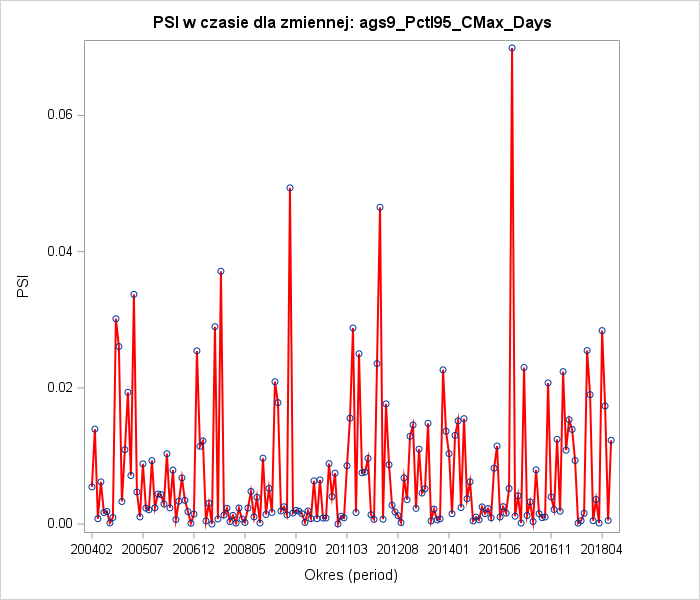 PSI w czasie dla zmiennej: ags9_Pctl95_CMax_Days
0.06
0.04
0.02
0.00
PSI
200402 200507 200612 200805 200910 201103 201208 201401 201506 201611 201804
Okres (period)